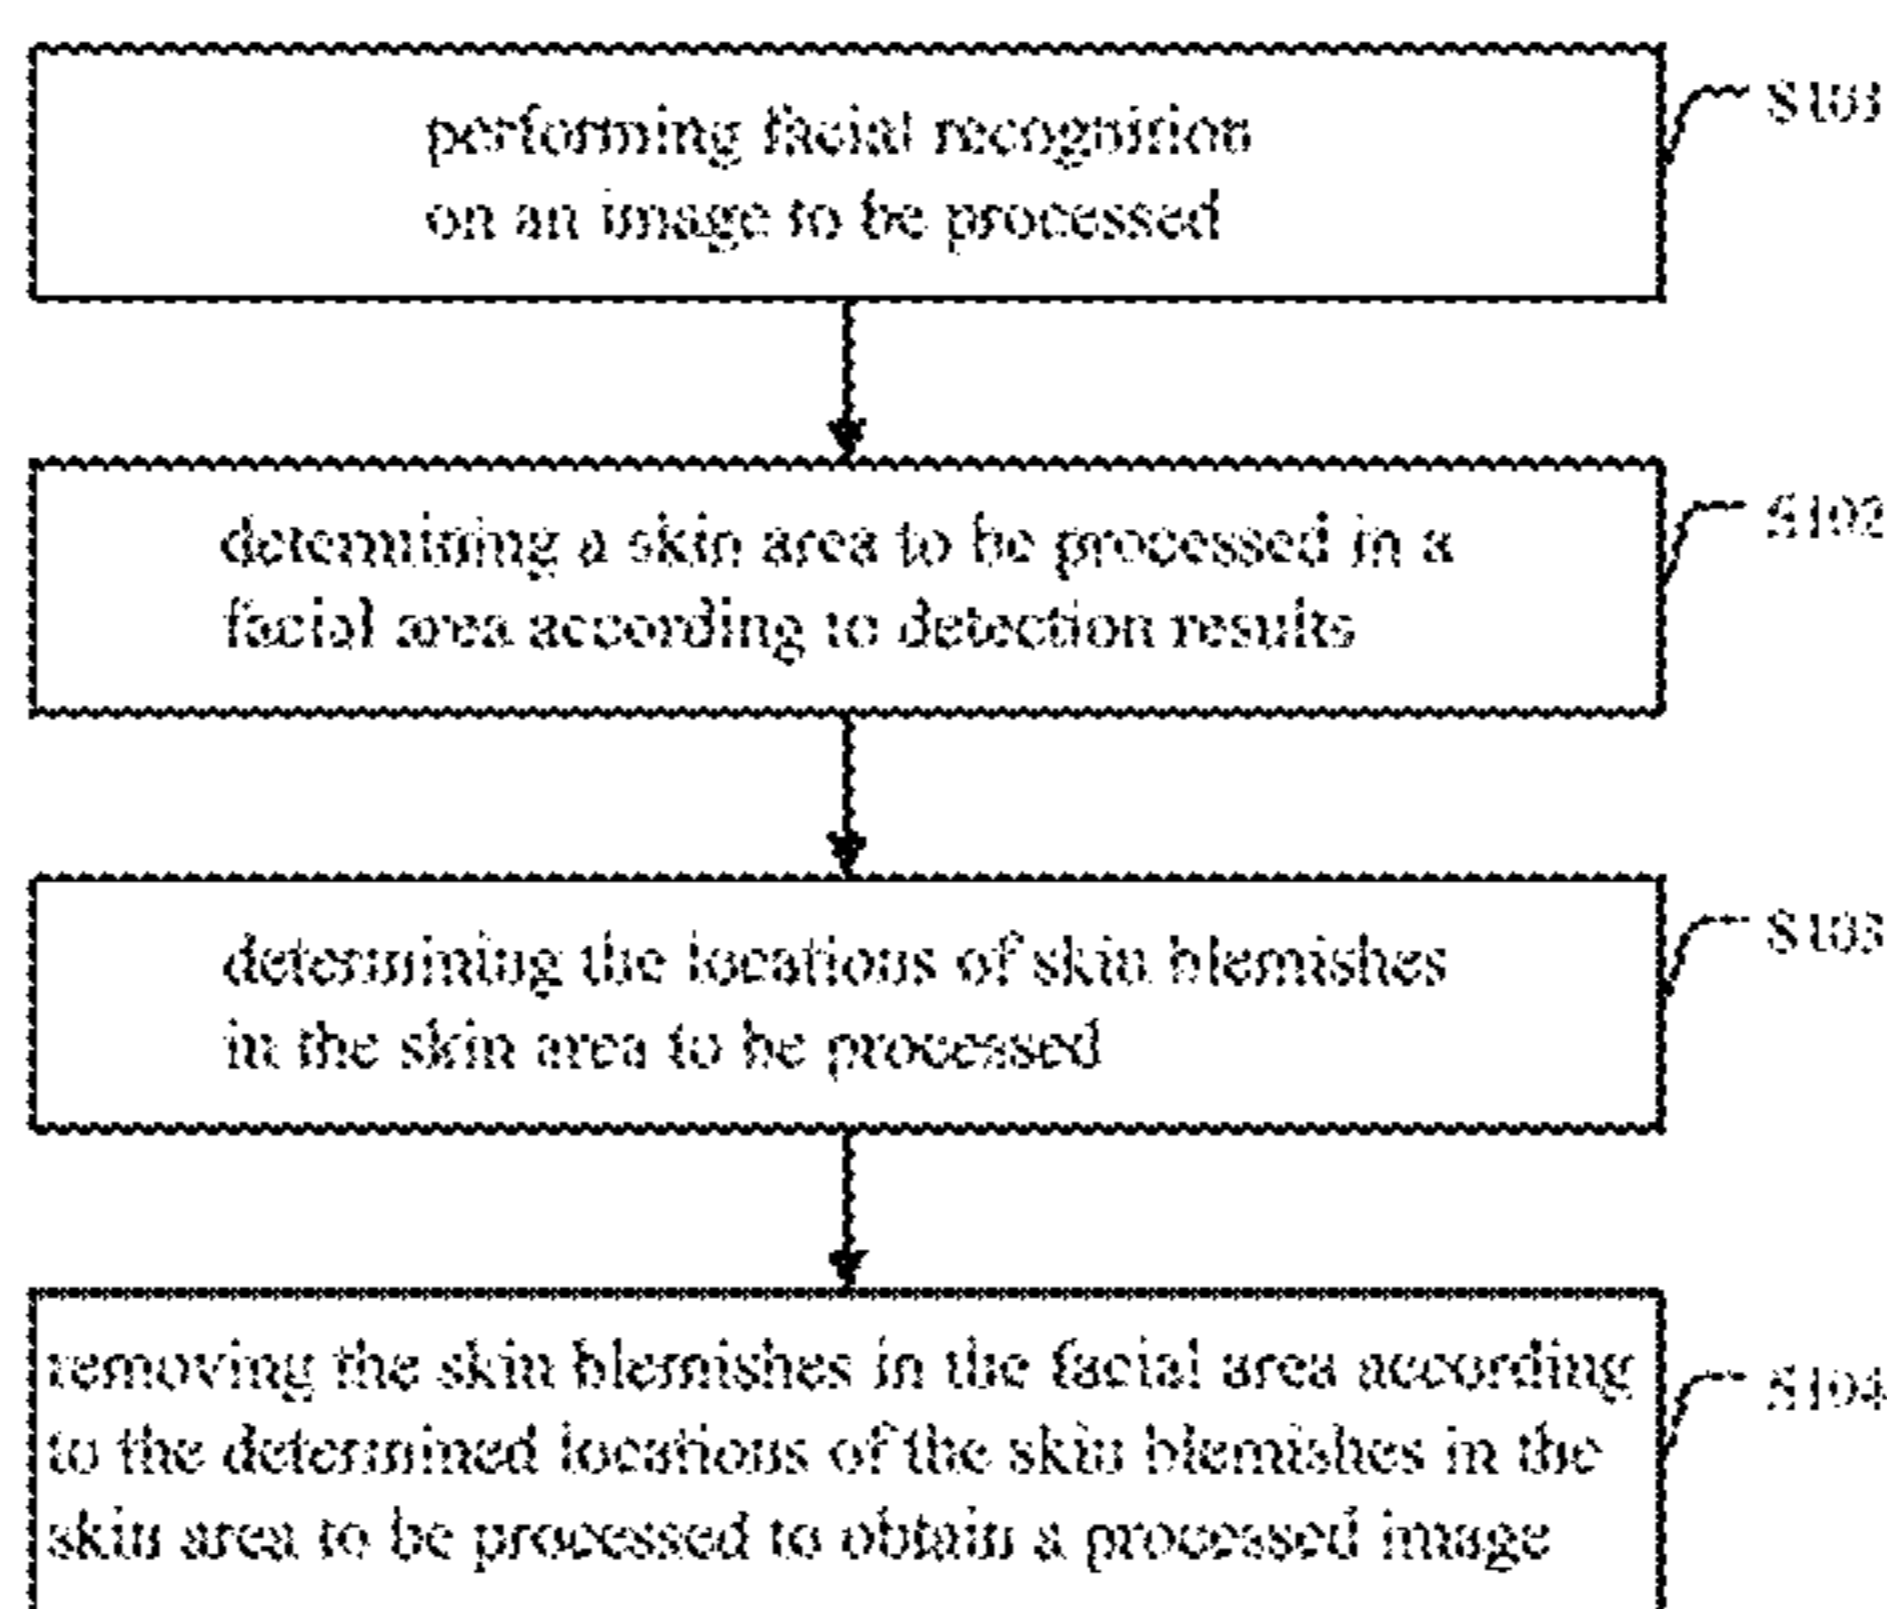 performing facial recognition
on an image to be processed
S101
determining a skin area to be processed in a
facial area according to detection results
S102
determining the locations of skin blemishes
in the skin area to be processed
S103
removing the skin blemishes in the facial area according
to the determined locations of the skin blemishes in the
skin area to be processed to obtain a processed image
S104